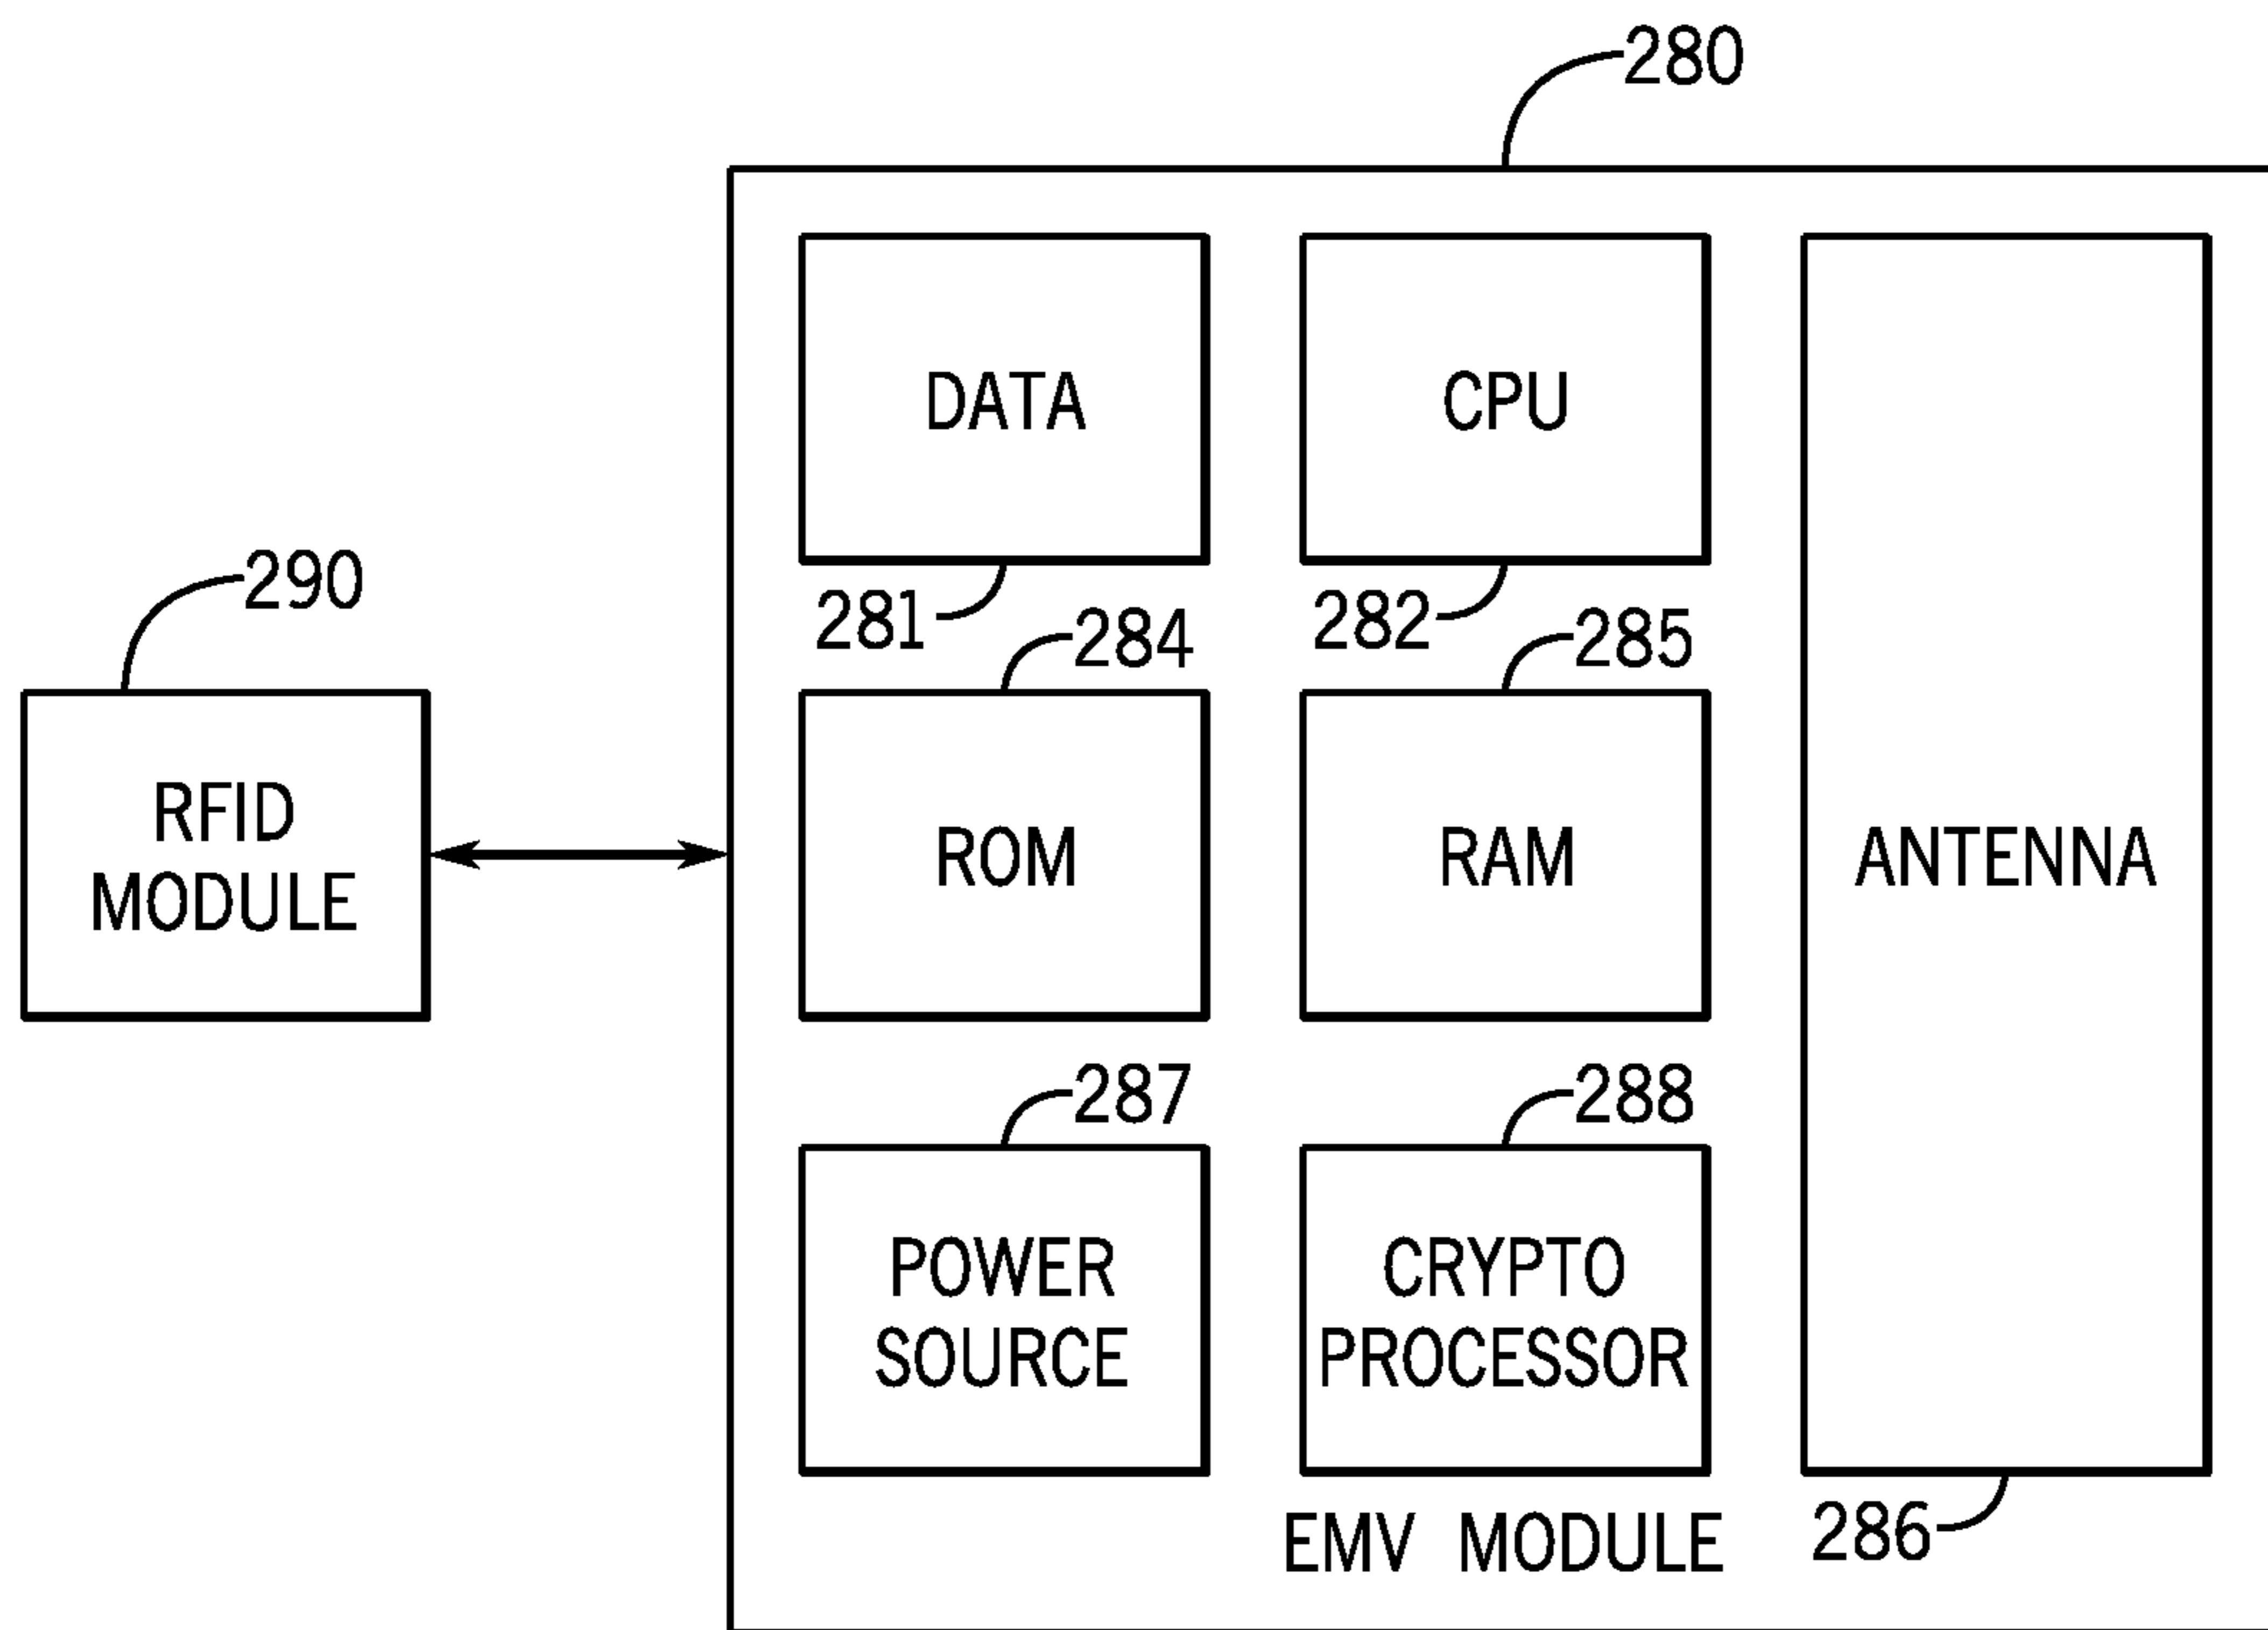 280
DATA
CPU
290
281
282
284
285
RFID
MODULE
ROM
RAM
ANTENNA
287
288
POWER
SOURCE
CRYPTO
PROCESSOR
EMV MODULE
286